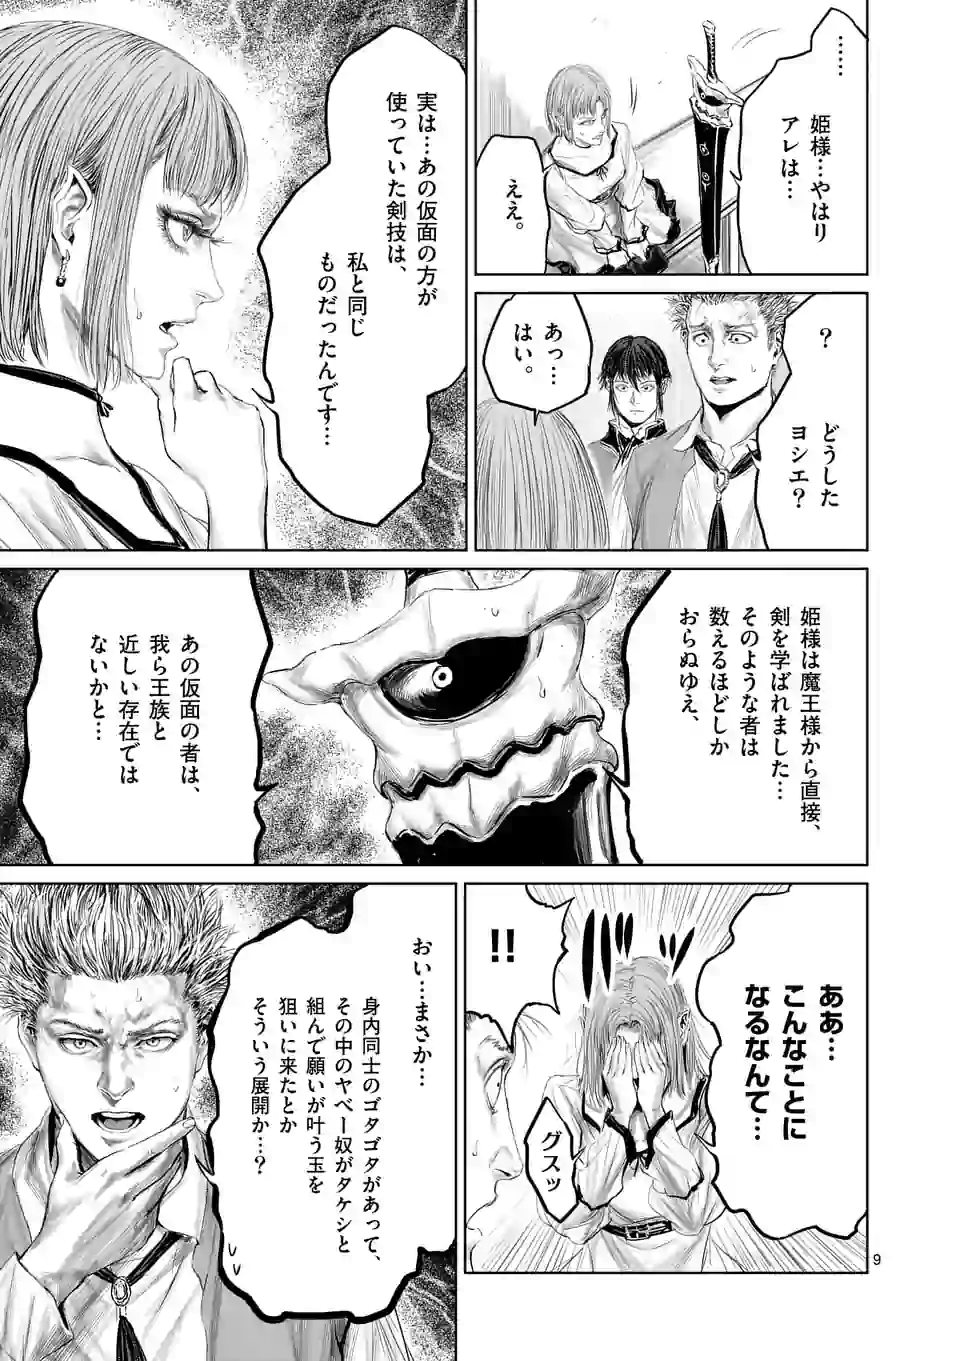 ……
姫様…やはり
アレは…
ええ。
？
どうした
ヨシエ？
あっ…
はい。
実は…あの仮面の方が
使っていた剣技は、
私と同じ
ものだったんです…
姫様は魔王様から直接、
剣を学ばれました…
そのような者は
数えるほどしか
おらぬゆえ、
あの仮面の者は、
我ら王族と
近しい存在では
ないかと…
ああ…
こんなことに
なるなんて…
グスッ
!!
おい…まさか…
身内同士のゴタゴタがあって、
その中のヤベー奴がタケシと
組んで願いが叶う玉を
狙いに来たとか
そういう展開か…？
9